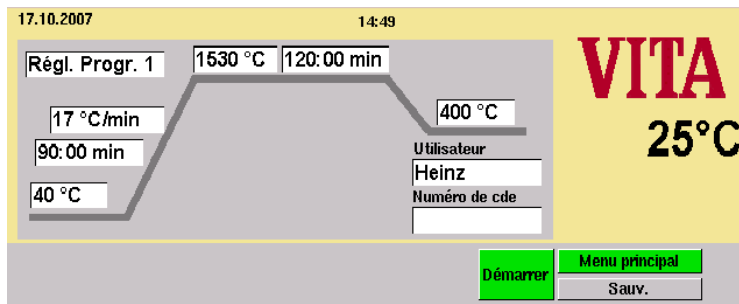 17.10.2007 14:49
Régl. Progr. 1
1530 °C 120:00 min
VITA
17 °C/min
400 °C
25°C
90:00 min
Utilisateur
Heinz
40 °C
Numéro de cde
Démarrer
Menu principal
Sauv.